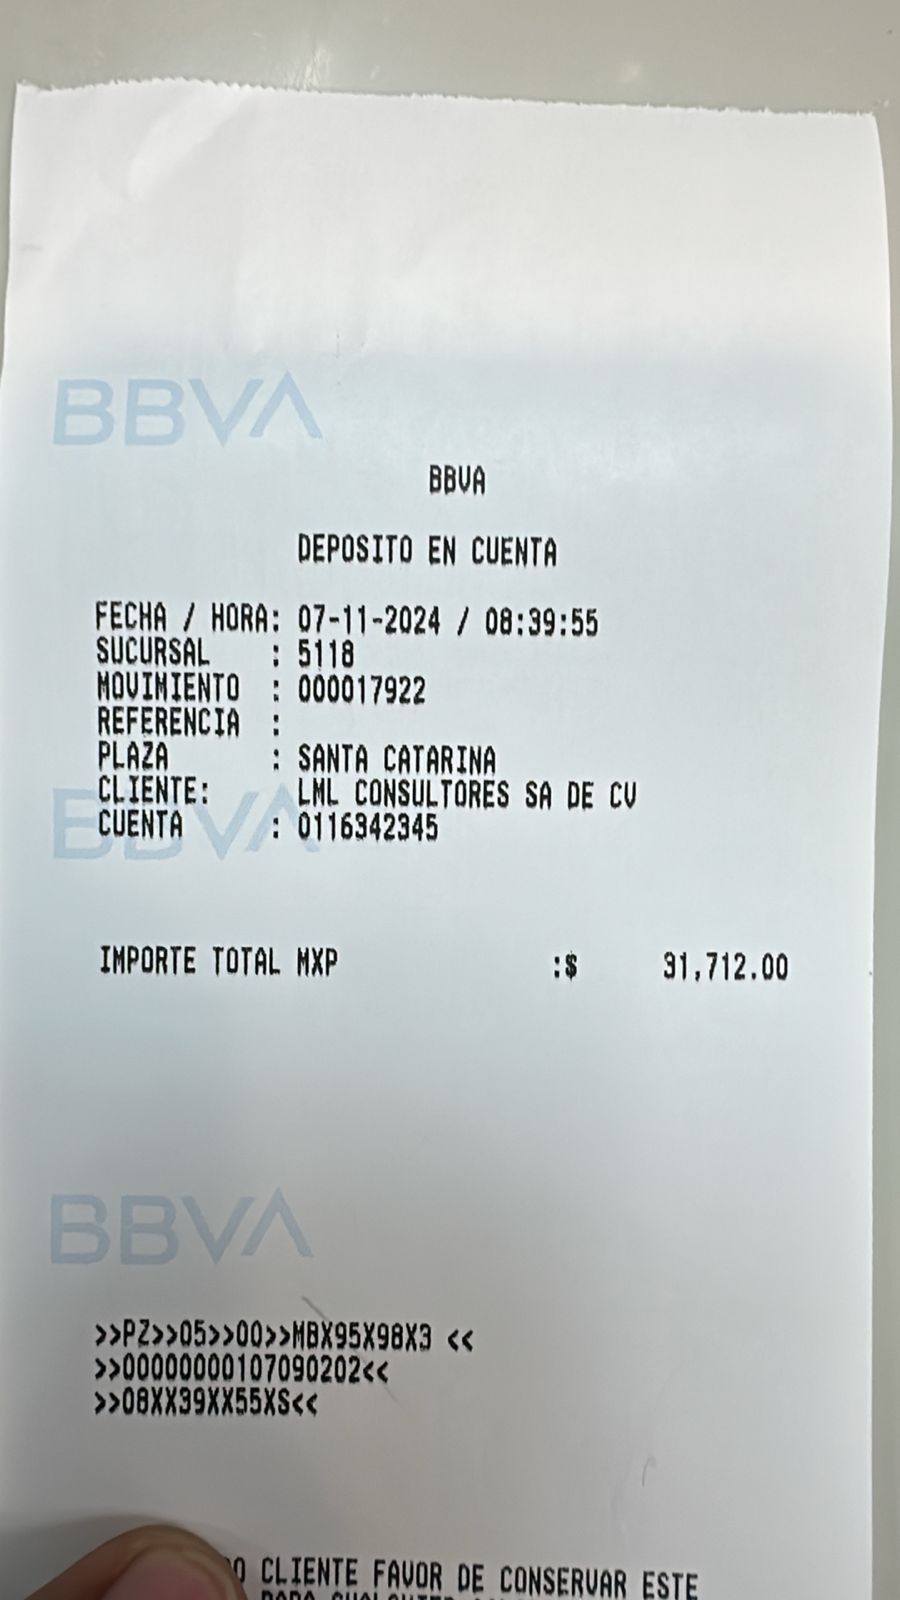 BBVA
BBVA
DEPOSITO EN CUENTA
FECHA / HORA: 07-11-2024 / 08:39:55
SUCURSAL : 5118
MOVIMIENTO : 000017922
REFERENCIA :
PLAZA : SANTA CATARINA
CLIENTE: LML CONSULTORES SA DE CV
BBVA
CUENTA : 0116342345
IMPORTE TOTAL MXP :$ 31,712.00
BBVA
>>PZ>>05>>00>>MBX95X98X3 <<
>>00000000107090202<<
>>08XX39XX55XS<<
CLIENTE FAVOR DE CONSERVAR ESTE